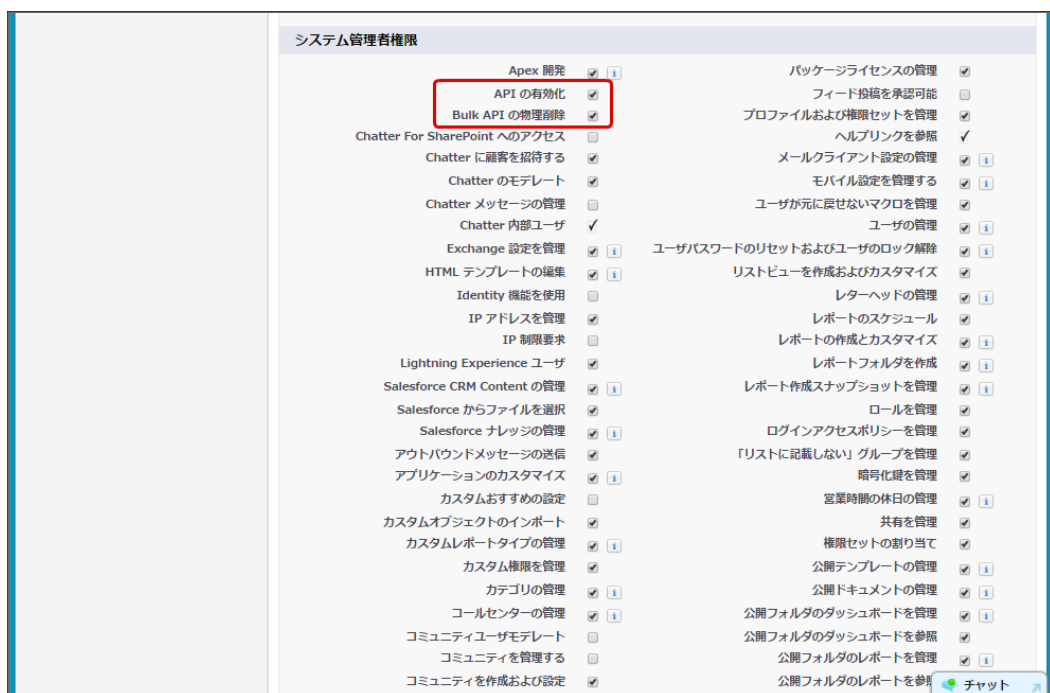 システム管理者権限
Apex 開発 パッケージライセンスの管理
API の有効化 フィード投稿を承認可能
Bulk API の物理削除 プロファイルおよび権限セットを管理
Chatter For SharePoint へのアクセス ヘルプリンクを参照
Chatter に顧客を招待する メールクライアント設定の管理
Chatter のモデレート モバイル設定を管理する
Chatter メッセージの管理 ユーザが元に戻せないマクロを管理
Chatter 内部ユーザ ユーザの管理
Exchange 設定を管理 ユーザパスワードのリセットおよびユーザのロック解除
HTML テンプレートの編集 リストビューを作成およびカスタマイズ
Identity 機能を使用 レターヘッドの管理
IP アドレスを管理 レポートのスケジュール
IP 制限要求 レポートの作成とカスタマイズ
Lightning Experience ユーザ レポートフォルダを作成
Salesforce CRM Content の管理 レポート作成スナップショットを管理
Salesforce からファイルを選択 ロールを管理
Salesforce ナレッジの管理 ログインアクセスポリシーを管理
アウトバウンドメッセージの送信 「リストに記載しない」グループを管理
アプリケーションのカスタマイズ 暗号化鍵を管理
カスタムおすすめの設定 営業時間の休日の管理
カスタムオブジェクトのインポート 共有を管理
カスタムレポートタイプの管理 権限セットの割り当て
カスタム権限を管理 公開テンプレートの管理
カテゴリの管理 公開ドキュメントの管理
コールセンターの管理 公開フォルダのダッシュボードを管理
コミュニティユーザモデレート 公開フォルダのダッシュボードを参照
コミュニティを管理する 公開フォルダのレポートを管理
コミュニティを作成および設定 公開フォルダのレポートを参
チャット